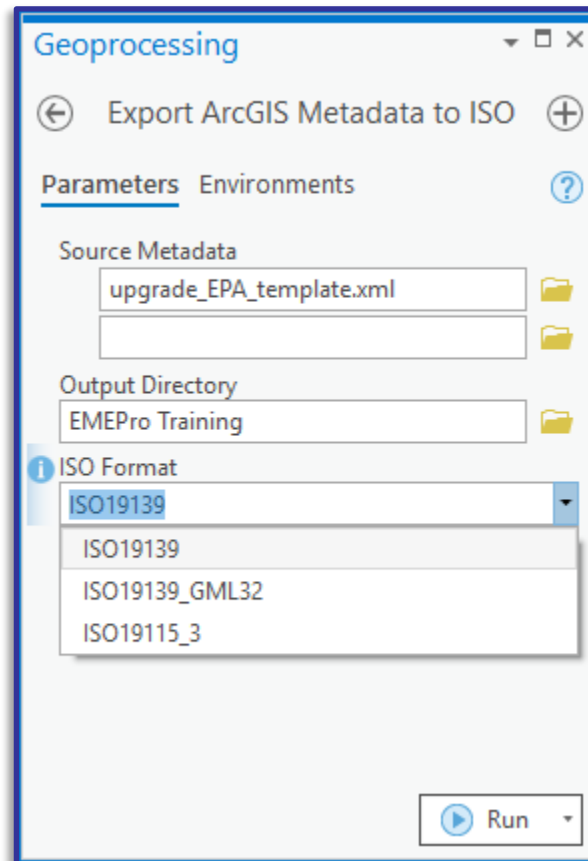 Geoprocessing
Export ArcGIS Metadata to ISO
Parameters Environments
Source Metadata
upgrade_EPA_template.xml
Output Directory
EMEPro Training
ISO Format
ISO19139
ISO19139
ISO19139_GML32
ISO19115_3
Run